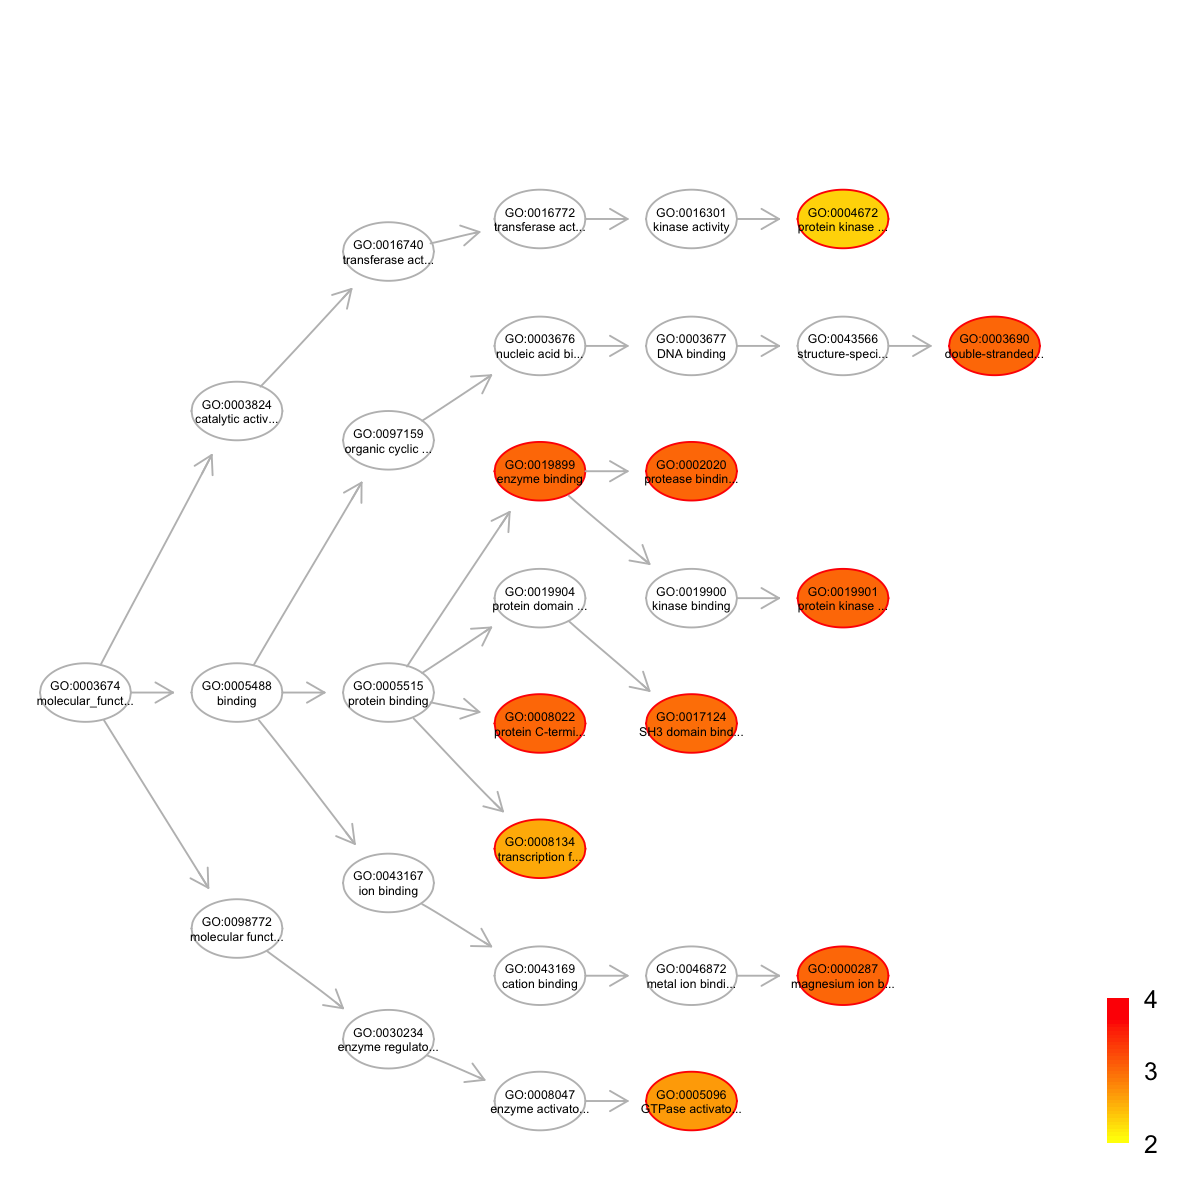 GO:0016772
transferase act...
GO:0016301
kinase activity
GO:0004672
protein kinase ...
GO:0016740
transferase act...
GO:0003676
nucleic acid bi...
GO:0003677
DNA binding
GO:0043566
structure-speci...
GO:0003690
double-stranded...
GO:0003824
catalytic activ...
GO:0097159
organic cyclic ...
GO:0019899
enzyme binding
GO:0002020
protease bindin...
GO:0019904
protein domain ...
GO:0019900
kinase binding
GO:0019901
protein kinase ...
GO:0003674
molecular_funct...
GO:0005488
binding
GO:0005515
protein binding
GO:0008022
protein C-termi...
GO:0017124
SH3 domain bind...
GO:0008134
transcription f...
GO:0043167
ion binding
GO:0098772
molecular funct...
GO:0043169
cation binding
GO:0046872
metal ion bindi...
GO:0000287
magnesium ion b...
GO:0030234
enzyme regulato...
GO:0008047
enzyme activato...
GO:0005096
GTPase activato...
4
3
2